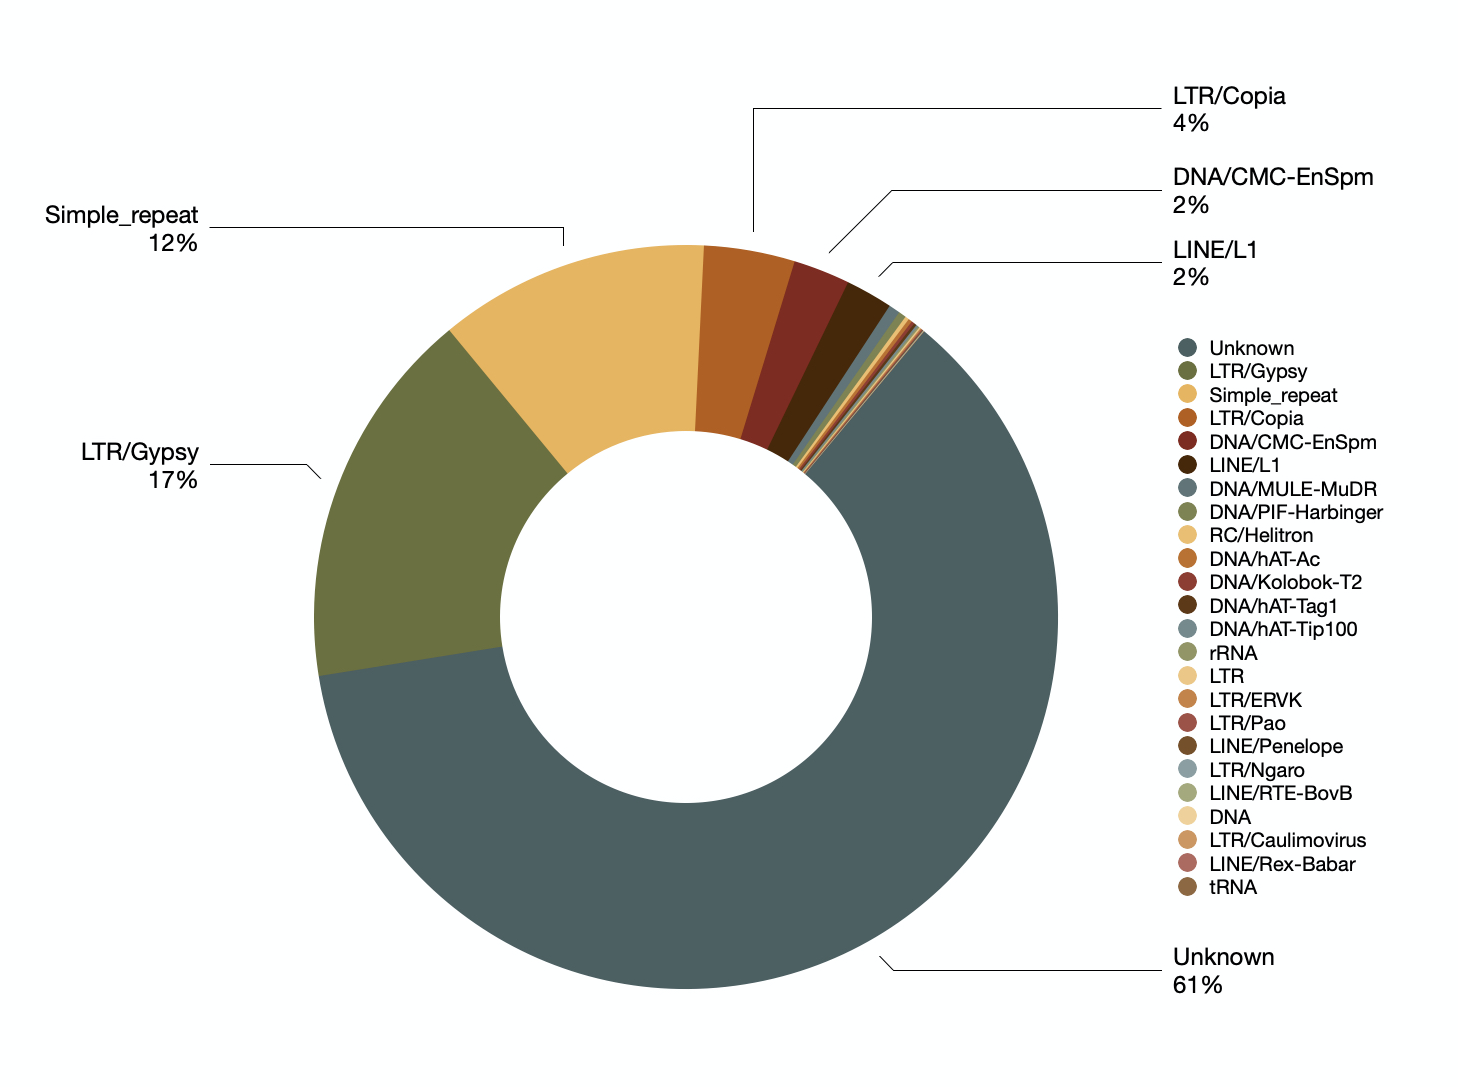 LTR/Copia
4%
DNA/CMC-EnSpm
2%
Simple_repeat
12%
LINE/L1
2%
LTR/Gypsy
17%
Unknown
LTR/Gypsy
Simple_repeat
LTR/Copia
DNA/CMC-EnSpm
LINE/L1
DNA/MULE-MuDR
DNA/PIF-Harbinger
RC/Helitron
DNA/hAT-Ac
DNA/Kolobok-T2
DNA/hAT-Tag1
DNA/hAT-Tip100
rRNA
LTR
LTR/ERVK
LTR/Pao
LINE/Penelope
LTR/Ngaro
LINE/RTE-BovB
DNA
LTR/Caulimovirus
LINE/Rex-Babar
tRNA
Unknown
61%